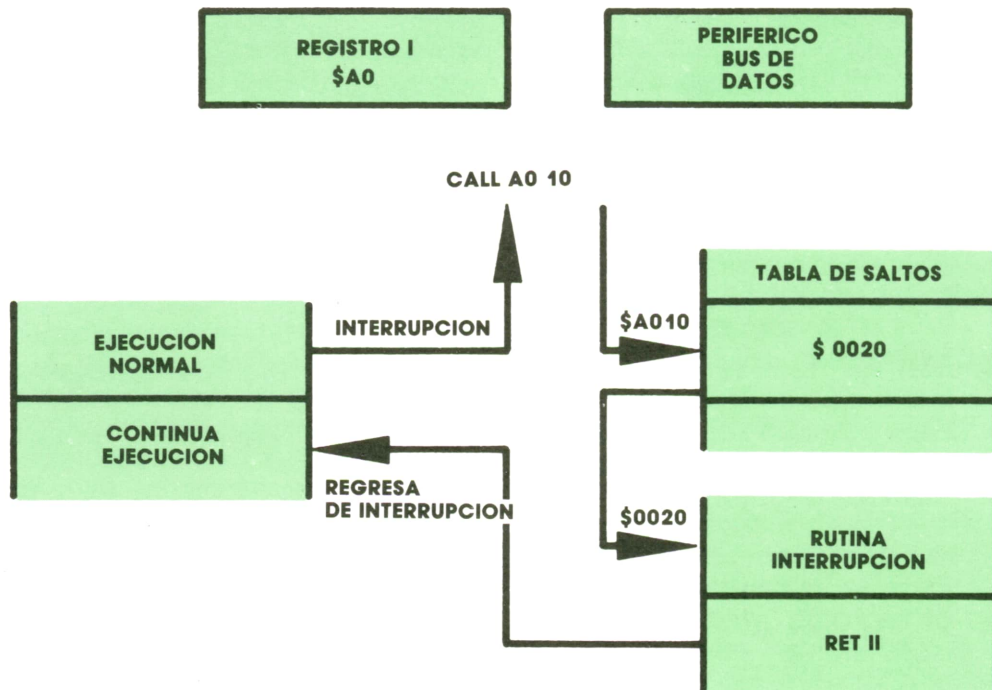 REGISTRO I
$A0
PERIFERICO
BUS DE
DATOS
CALL A0 10
TABLA DE SALTOS
$A010
$ 0020
INTERRUPCION
EJECUCION
NORMAL
CONTINUA
EJECUCION
REGRESA
DE INTERRUPCION
$0020
RUTINA
INTERRUPCION
RET II